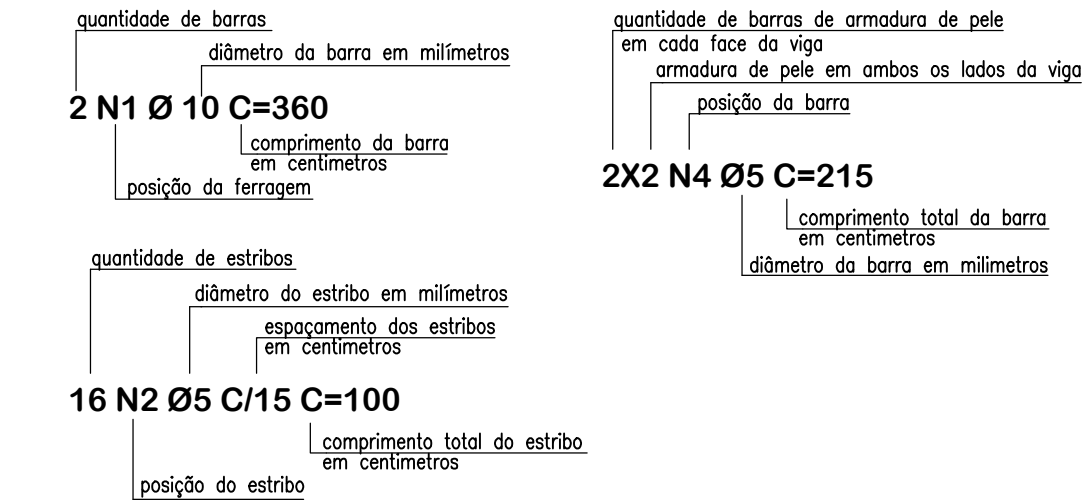 quantidade de barras
diâmetro da barra em milímetros
2 N1 Ø 10 C=360
comprimento da barra
em centimetros
posição da ferragem
quantidade de barras de armadura de pele
em cada face da viga
armadura de pele em ambos os lados da viga
posição da barra
2X2 N4 Ø5 C=215
comprimento total da barra
em centimetros
diâmetro da barra em milimetros
quantidade de estribos
diâmetro do estribo em milímetros
espaçamento dos estribos
em centimetros
16 N2 Ø5 C/15 C=100
comprimento total do estribo
em centimetros
posição do estribo